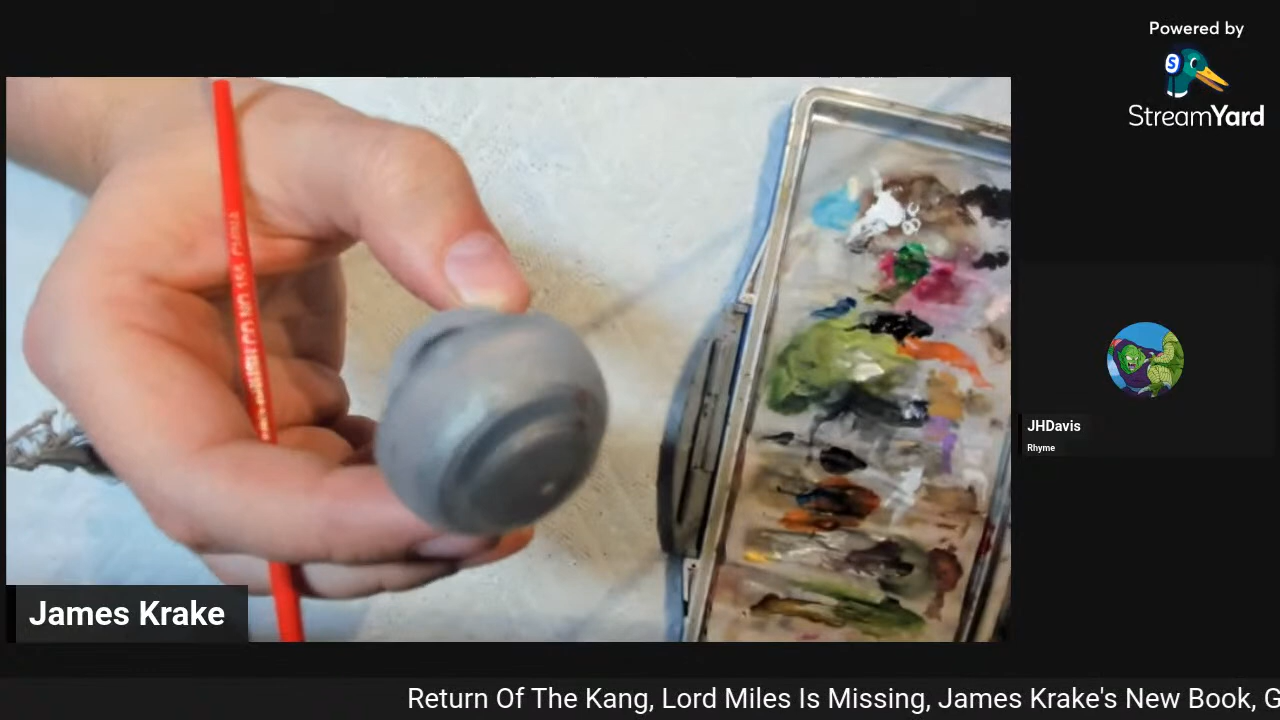 Powered by
S
StreamYard
JHDavis
Rhyme
James Krake
Return Of The Kang, Lord Miles Is Missing, James Krake's New Book, G